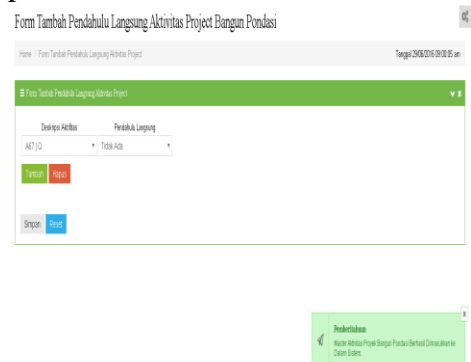 Form Tambah Pendahulu Langsung Aktivitas Project Bangun Pondasi
Home / Form Tambah Pendahulu Langsung Aktivitas Project
Tanggal 29/06/2016 09:00:05 am
Form Tambah Pendahulu Langsung Aktivitas Project
Deskripsi Aktifitas Pendahulu Langsung
A67 | Q Tidak Ada
Tambah Hapus
Simpan Reset
Pemberitahuan
Master Aktivitas Proyek Bangun Pondasi Berhasil Dimasukkan ke
Dalam Sistem